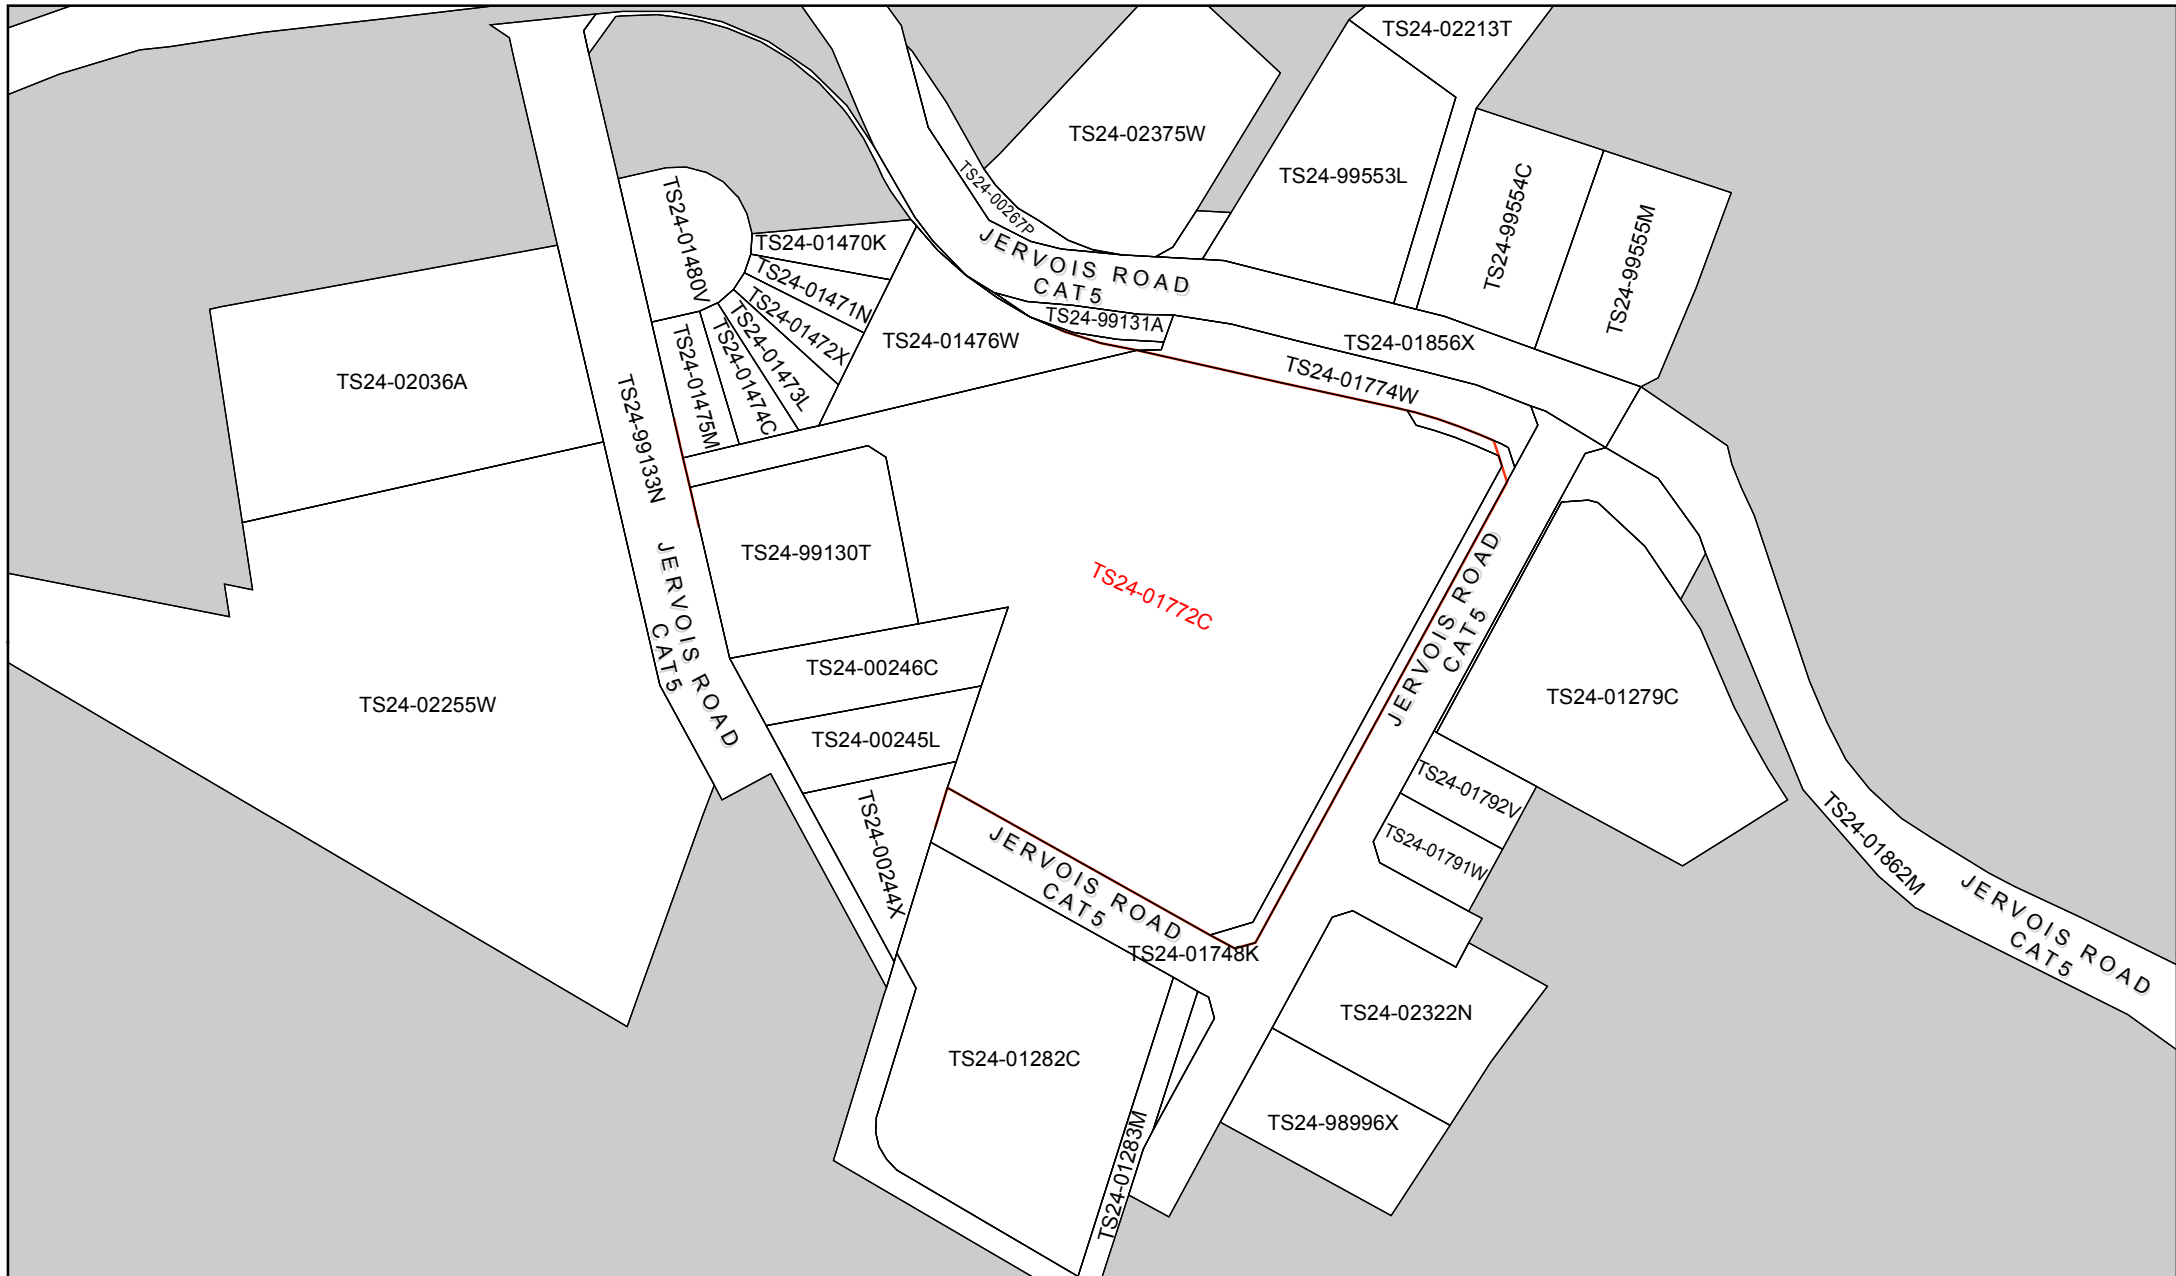 TS24-02213T
TS24-02375W
TS24-99553L
TS24-99554C
TS24-99555M
TS24-00267P
TS24-01480V
TS24-01470K
TS24-01471N
TS24-01472X
TS24-01473L
TS24-01474C
TS24-01475M
TS24-01476W
JERVOIS ROAD
CAT5
TS24-99131A
TS24-01856X
TS24-01774W
TS24-02036A
TS24-99133N
TS24-99130T
JERVOIS ROAD
CAT5
TS24-01772C
JERVOIS ROAD
CAT5
TS24-00246C
TS24-02255W
TS24-00245L
TS24-01279C
TS24-01792V
TS24-01791W
TS24-00244X
JERVOIS ROAD
CAT5
TS24-01748K
TS24-01862M
JERVOIS ROAD
CAT5
TS24-02322N
TS24-01282C
TS24-98996X
TS24-01283M